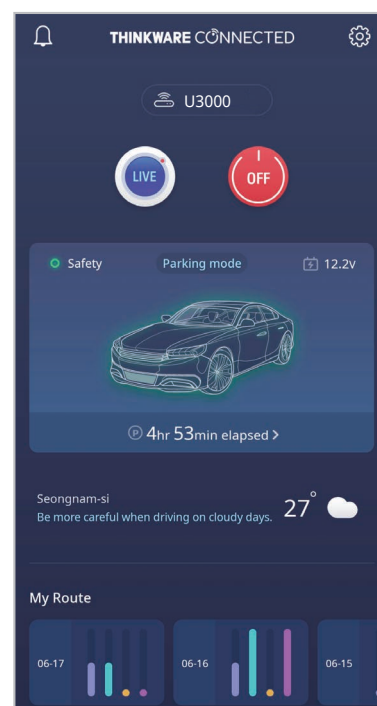 THINKWARE CONNECTED
U3000
LIVE
OFF
Safety
Parking mode
12.2v
P 4hr 53min elapsed >
Seongnam-si
27°
Be more careful when driving on cloudy days.
My Route
06-17
06-16
06-15